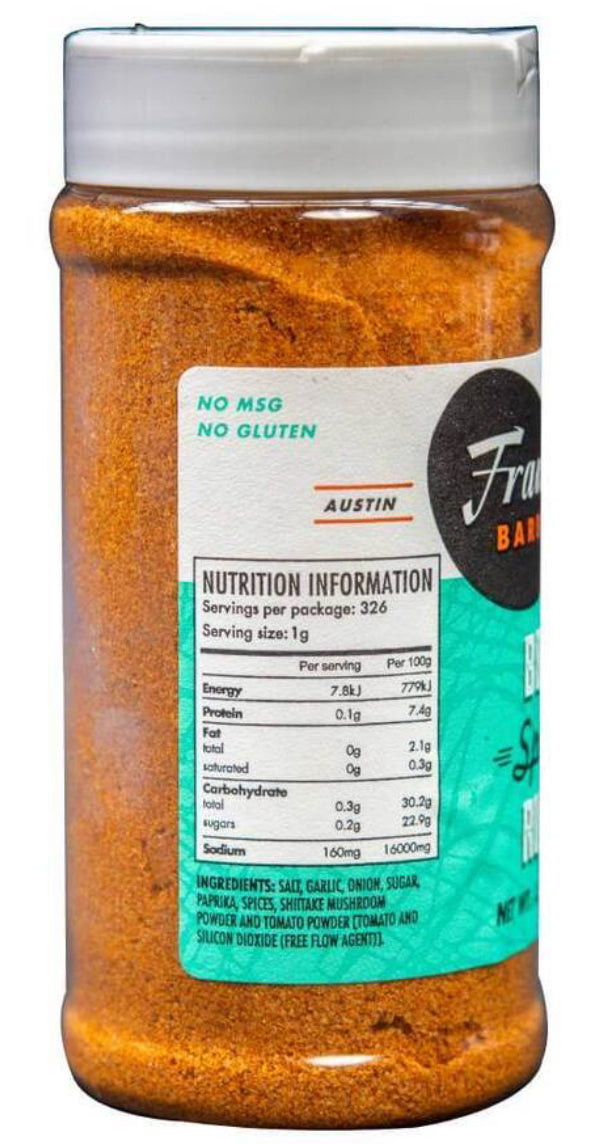 NO MSG
NO GLUTEN
AUSTIN
BAR
NUTRITION INFORMATION
Servings per package: 326
Serving size: 1g
Per serving Per 100g
Energy 7.8kJ 779kJ
Protein 0.1g 7.4g
Fat
total 0g 2.1g
saturated 0g 0.3g
Carbohydrate
total 0.3g 30.2g
sugars 0.2g 22.9g
Sodium 160mg 16000mg
INGREDIENTS: SALT, GARLIC, ONION, SUGAR,
PAPRIKA, SPICES, SHIITAKE MUSHROOM
POWDER AND TOMATO POWDER [TOMATO AND
SILICON DIOXIDE (FREE FLOW AGENT)].
NET WT.